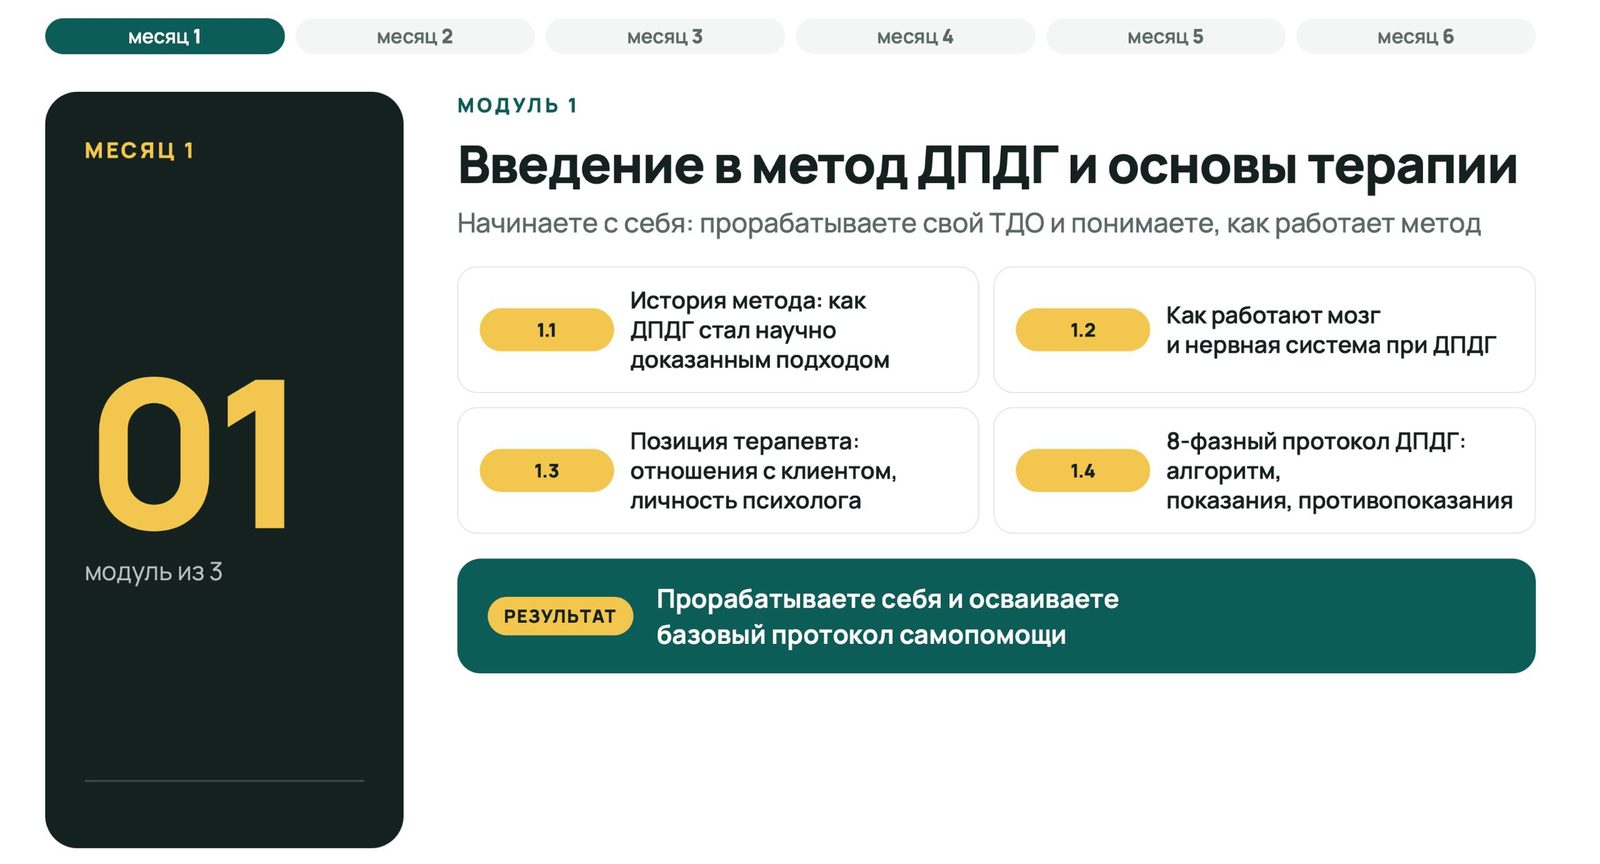 месяц 1
месяц 2
месяц 3
месяц 4
месяц 5
месяц 6
МЕСЯЦ 1
01
модуль из 3
МОДУЛЬ 1
Введение в метод ДПДГ и основы терапии
Начинаете с себя: прорабатываете свой ТДО и понимаете, как работает метод
1.1
История метода: как
ДПДГ стал научно
доказанным подходом
1.2
Как работают мозг
и нервная система при ДПДГ
1.3
Позиция терапевта:
отношения с клиентом,
личность психолога
1.4
8-фазный протокол ДПДГ:
алгоритм,
показания, противопоказания
РЕЗУЛЬТАТ
Прорабатываете себя и осваиваете
базовый протокол самопомощи